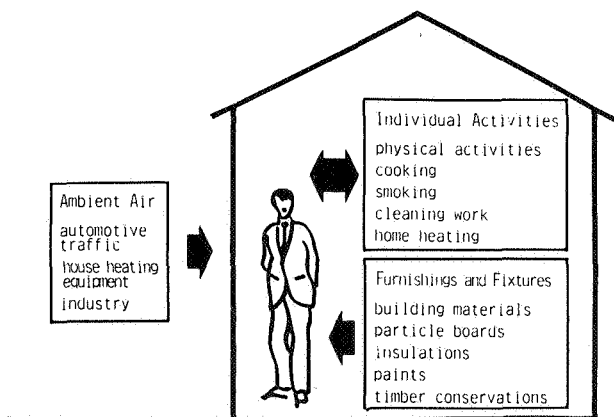 Ambient Air
automotive
traffic
house heating
equipment
industry
Individual Activities
physical activities
cooking
smoking
cleaning work
home heating
Furnishings and Fixtures
building materials
particle boards
insulations
paints
timber conservations